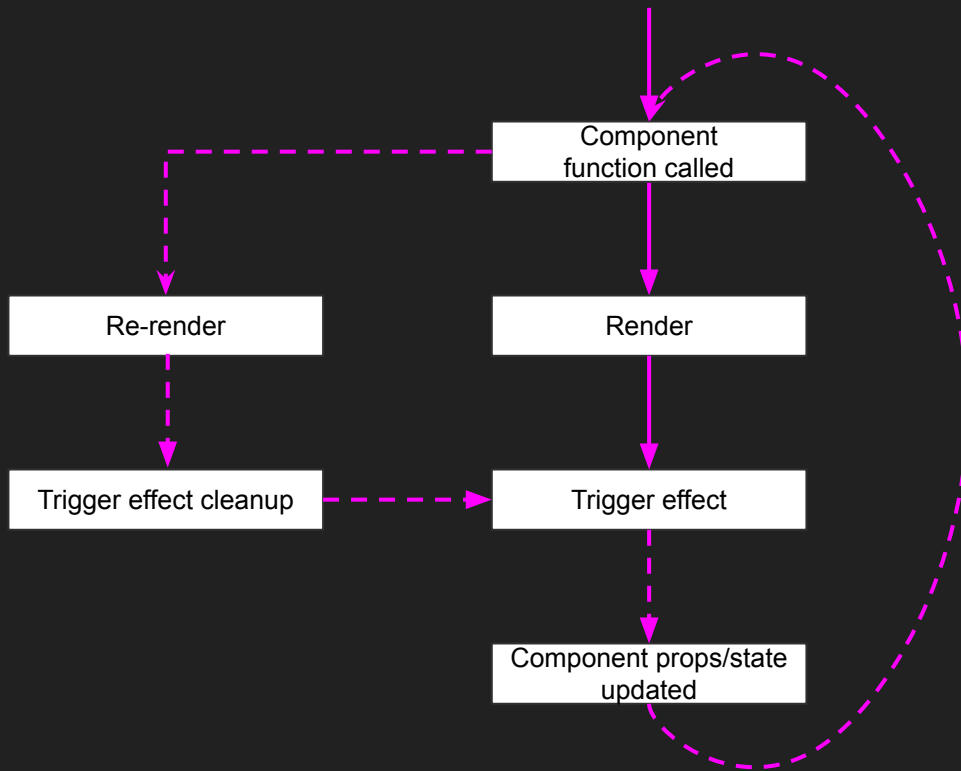 Component
function called
Re-render
Render
Trigger effect cleanup
Trigger effect
Component props/state
updated